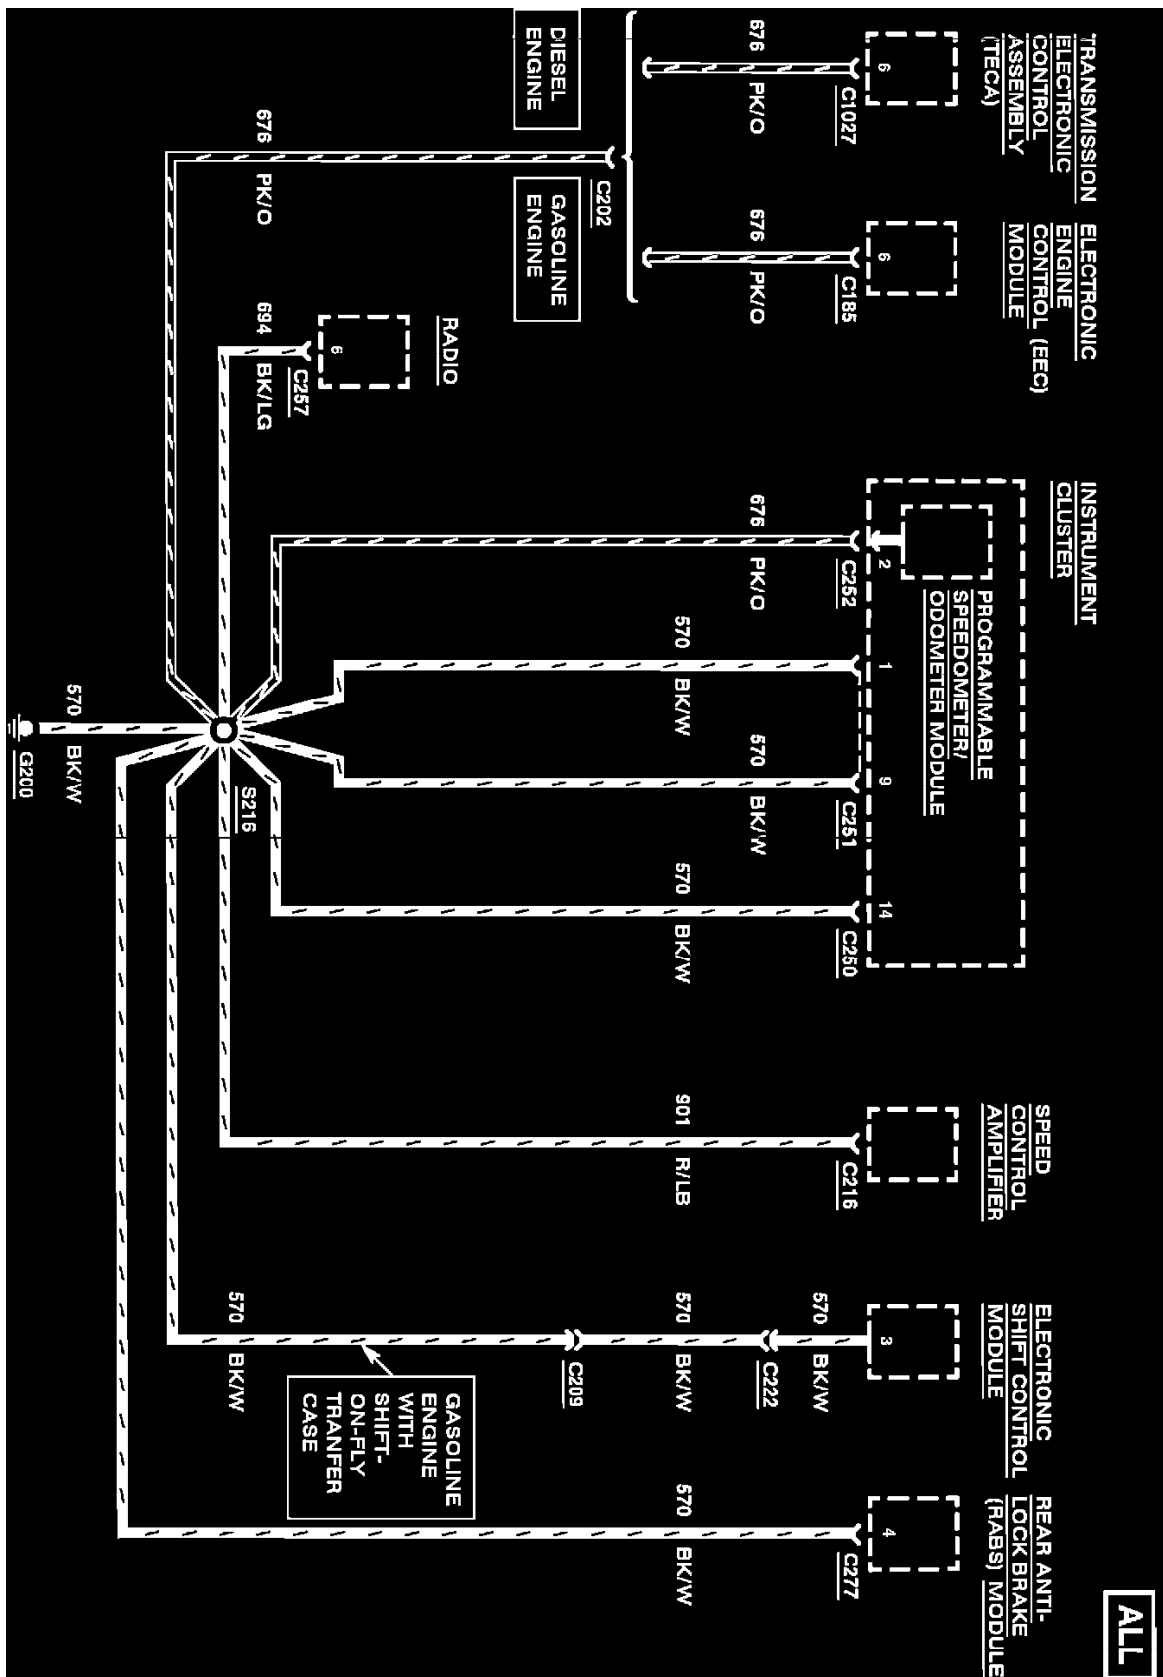 ALL
TRANSMISSION
ELECTRONIC
CONTROL
ASSEMBLY
(TECA)
ELECTRONIC
ENGINE
CONTROL (EEC)
MODULE
INSTRUMENT
CLUSTER
PROGRAMMABLE
SPEEDOMETER/
ODOMETER MODULE
SPEED
CONTROL
AMPLIFIER
ELECTRONIC
SHIFT CONTROL
MODULE
REAR ANTI-
LOCK BRAKE
(RABS) MODULE
6
6
2
1
9
14
3
4
C1027
C185
C252
C251
C250
C216
C277
676 PK/O
676 PK/O
676 PK/O
570 BK/W
570 BK/W
570 BK/W
901 R/LB
570 BK/W
C222
570 BK/W
570 BK/W
C202
C209
DIESEL
ENGINE
GASOLINE
ENGINE
RADIO
6
C257
GASOLINE
ENGINE
WITH
SHIFT-
ON-FLY
TRANFER
CASE
676 PK/O
694 BK/LG
570 BK/W
S216
570 BK/W
G200